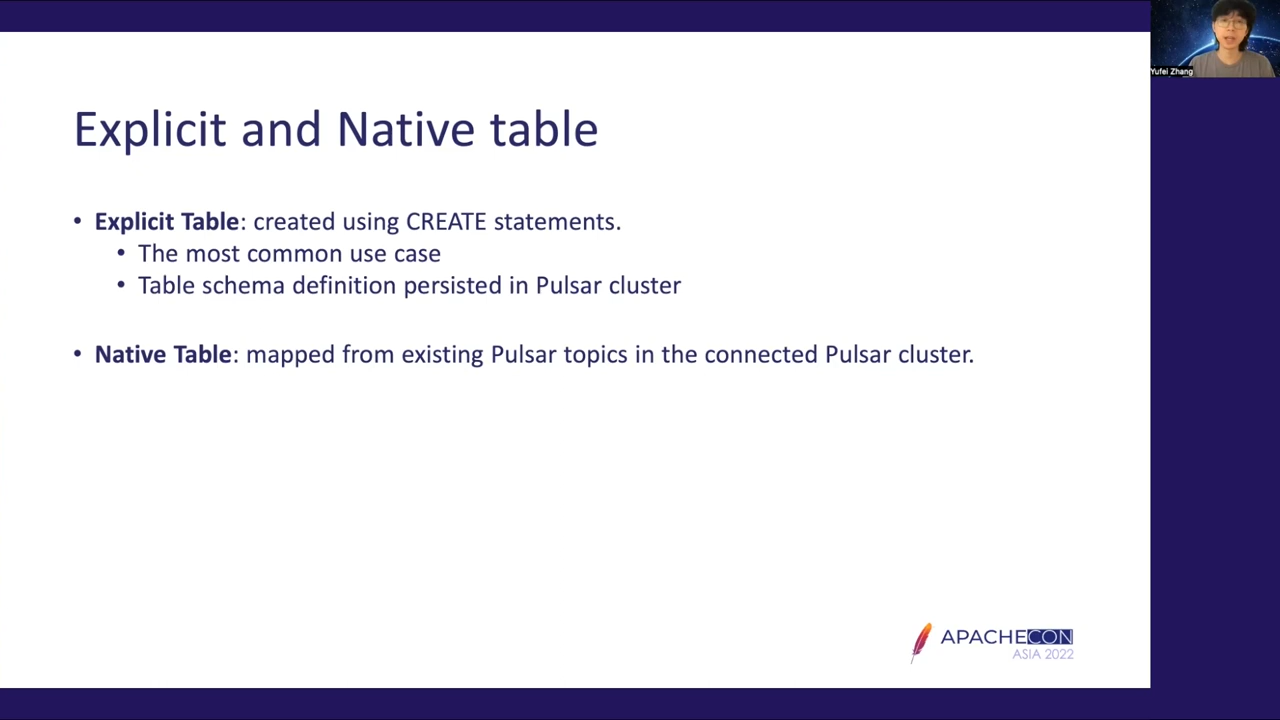 Yufei Zhang
Explicit and Native table
• Explicit Table: created using CREATE statements.
• The most common use case
• Table schema definition persisted in Pulsar cluster
• Native Table: mapped from existing Pulsar topics in the connected Pulsar cluster.
APACHECON
ASIA 2022